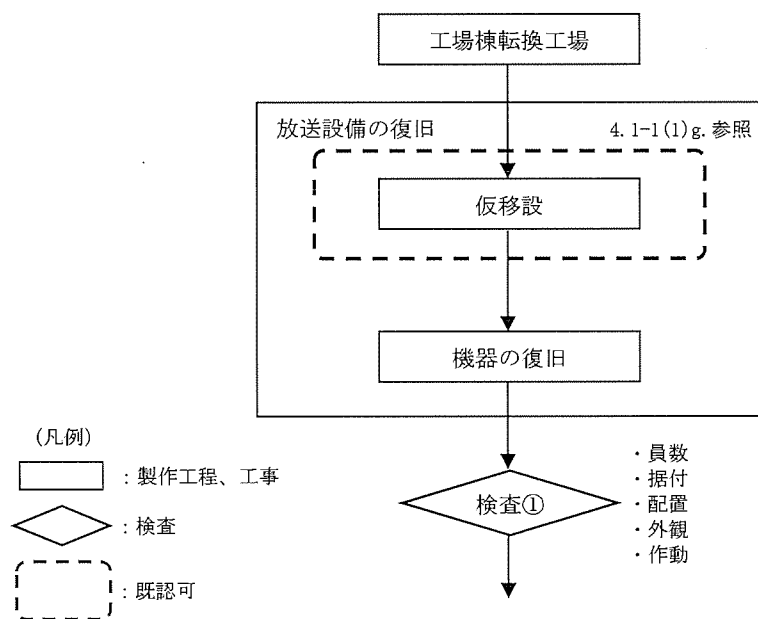 工場棟転換工場
放送設備の復旧
4.1-1(1)g.参照
仮移設
機器の復旧
検査①
・員数
・据付
・配置
・外観
・作動
(凡例)
：製作工程、工事
：検査
：既認可